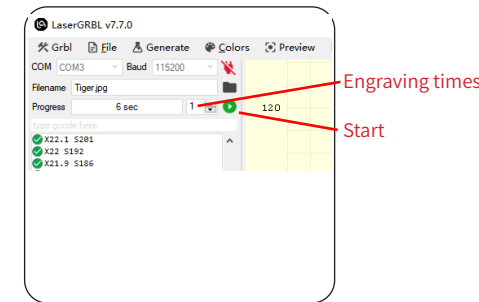 LaserGRBL v7.7.0
Grbl File Generate Colors Preview
COM COM3 Baud 115200
Filename Tiger.jpg
Engraving times
Progress 6 sec 1
120
Start
type gcode here
X22.1 S201
X22 S192
X21.9 S186